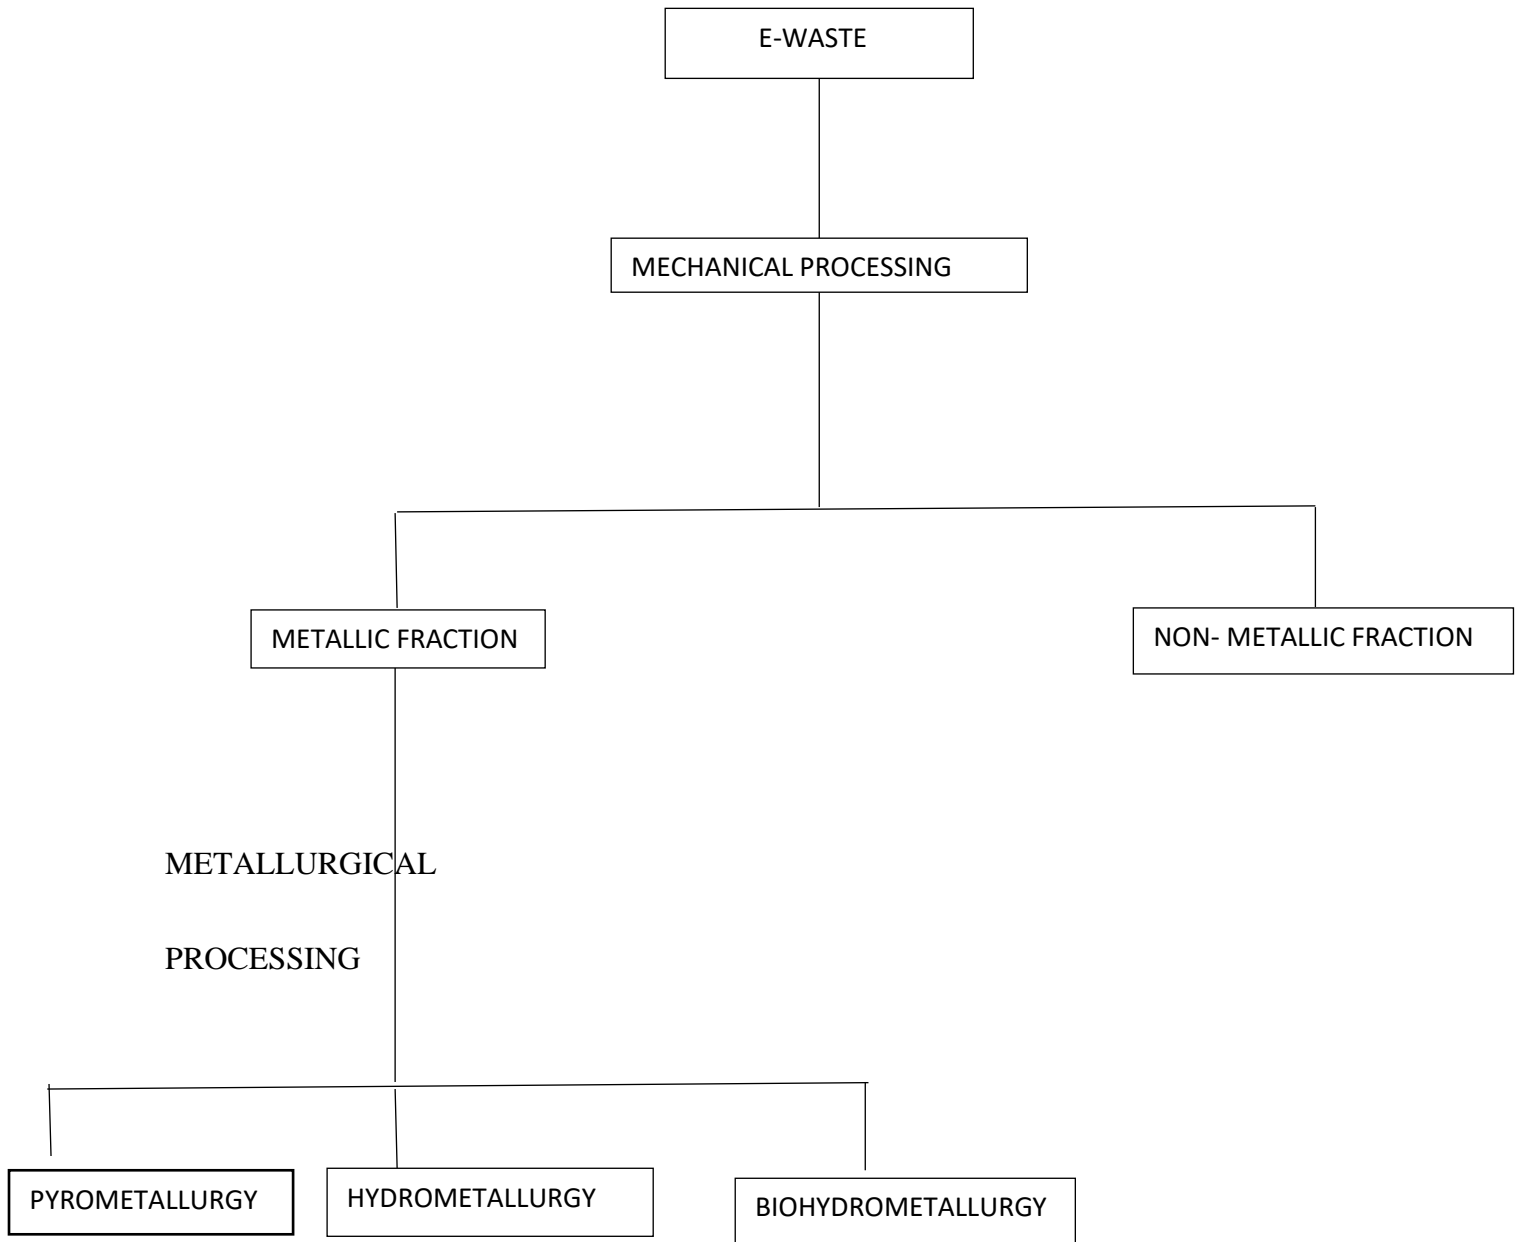 E-WASTE
MECHANICAL PROCESSING
METALLIC FRACTION
NON- METALLIC FRACTION
METALLURGICAL
PROCESSING
PYROMETALLURGY
HYDROMETALLURGY
BIOHYDROMETALLURGY